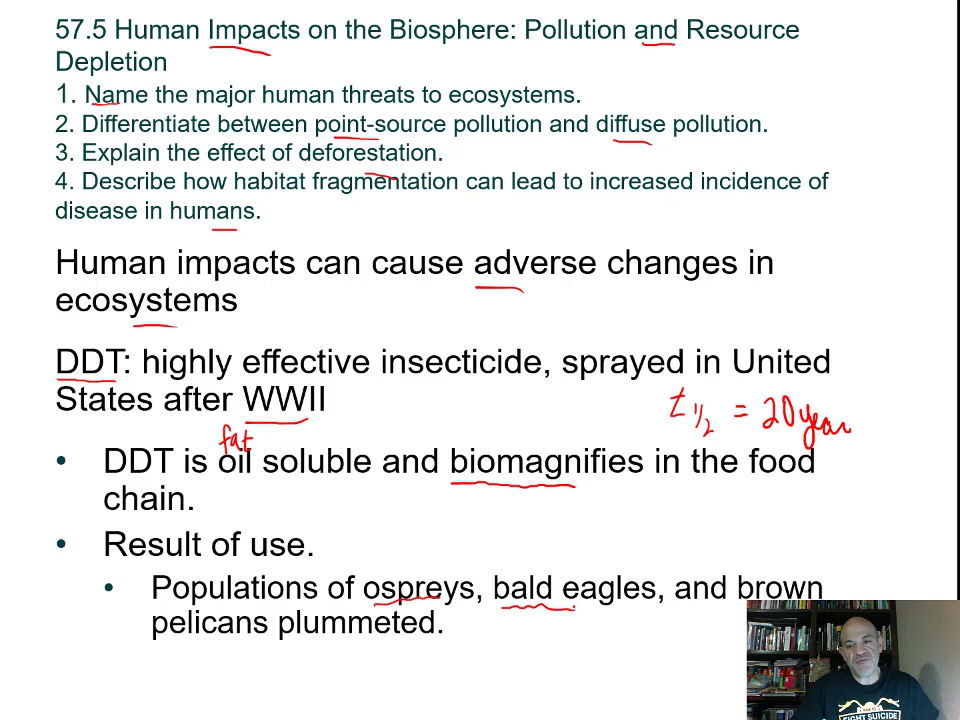 57.5 Human Impacts on the Biosphere: Pollution and Resource
Depletion
1. Name the major human threats to ecosystems.
2. Differentiate between point-source pollution and diffuse pollution.
3. Explain the effect of deforestation.
4. Describe how habitat fragmentation can lead to increased incidence of
disease in humans.
Human impacts can cause adverse changes in
ecosystems
DDT: highly effective insecticide, sprayed in United
States after WWII
t 1/2 = 20 year
fat
• DDT is oil soluble and biomagnifies in the food
chain.
• Result of use.
• Populations of ospreys, bald eagles, and brown
pelicans plummeted.
FIGHT SUICIDE